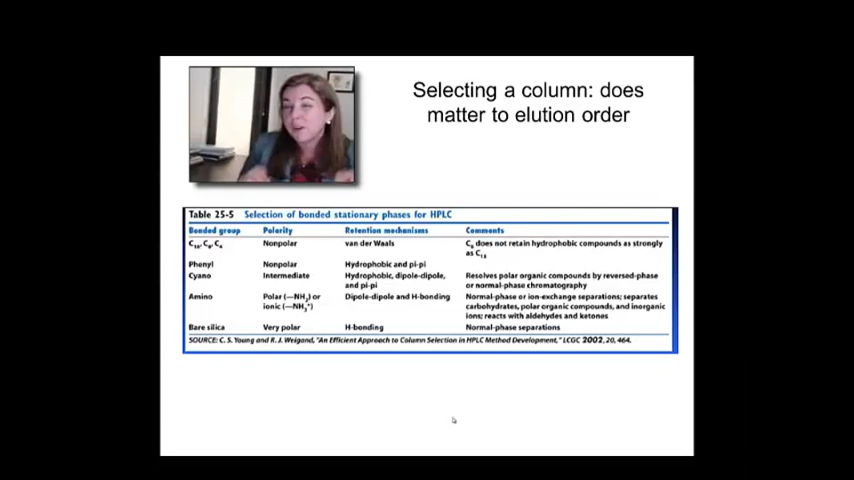 Selecting a column: does
matter to elution order
Table 25-5 Selection of bonded stationary phases for HPLC
Bonded group Polarity Retention mechanisms Comments
C₁₈, C₈, C₄ Nonpolar van der Waals C₈ does not retain hydrophobic compounds as strongly
as C₁₈
Phenyl Nonpolar Hydrophobic and pi-pi
Cyano Intermediate Hydrophobic, dipole-dipole, Resolves polar organic compounds by reversed-phase
and pi-pi or normal-phase chromatography
Amino Polar (—NH₂) or Dipole-dipole and H-bonding Normal-phase or ion-exchange separations; separates
ionic (—NH₃⁺) carbohydrates, polar organic compounds, and inorganic
ions; reacts with aldehydes and ketones
Bare silica Very polar H-bonding Normal-phase separations
SOURCE: C. S. Young and R. J. Weigand, "An Efficient Approach to Column Selection in HPLC Method Development," LCGC 2002, 20, 464.